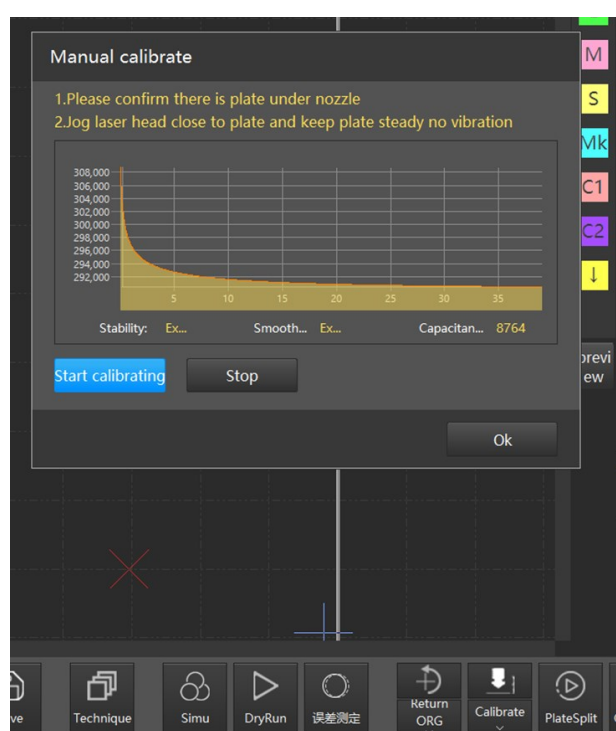 Manual calibrate
1.Please confirm there is plate under nozzle
2.Jog laser head close to plate and keep plate steady no vibration
308,000
306,000
304,000
302,000
300,000
298,000
296,000
294,000
292,000
5 10 15 20 25 30 35
Stability: Ex... Smooth... Ex... Capacitan... 8764
Start calibrating Stop
Ok
M
S
Mk
C1
C2
↓
previ
ew
Technique
Simu
DryRun
误差测定
Return
ORG
Calibrate
PlateSplit